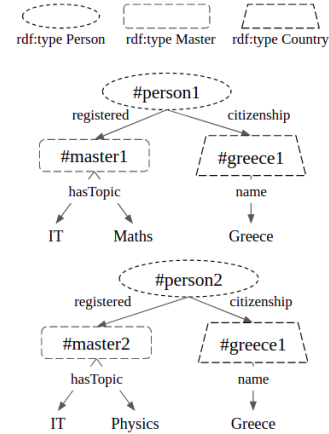 rdf:type Person rdf:type Master rdf:type Country
#person1
registered citizenship
#master1 #greece1
hasTopic name
IT Maths Greece
#person2
registered citizenship
#master2 #greece1
hasTopic name
IT Physics Greece